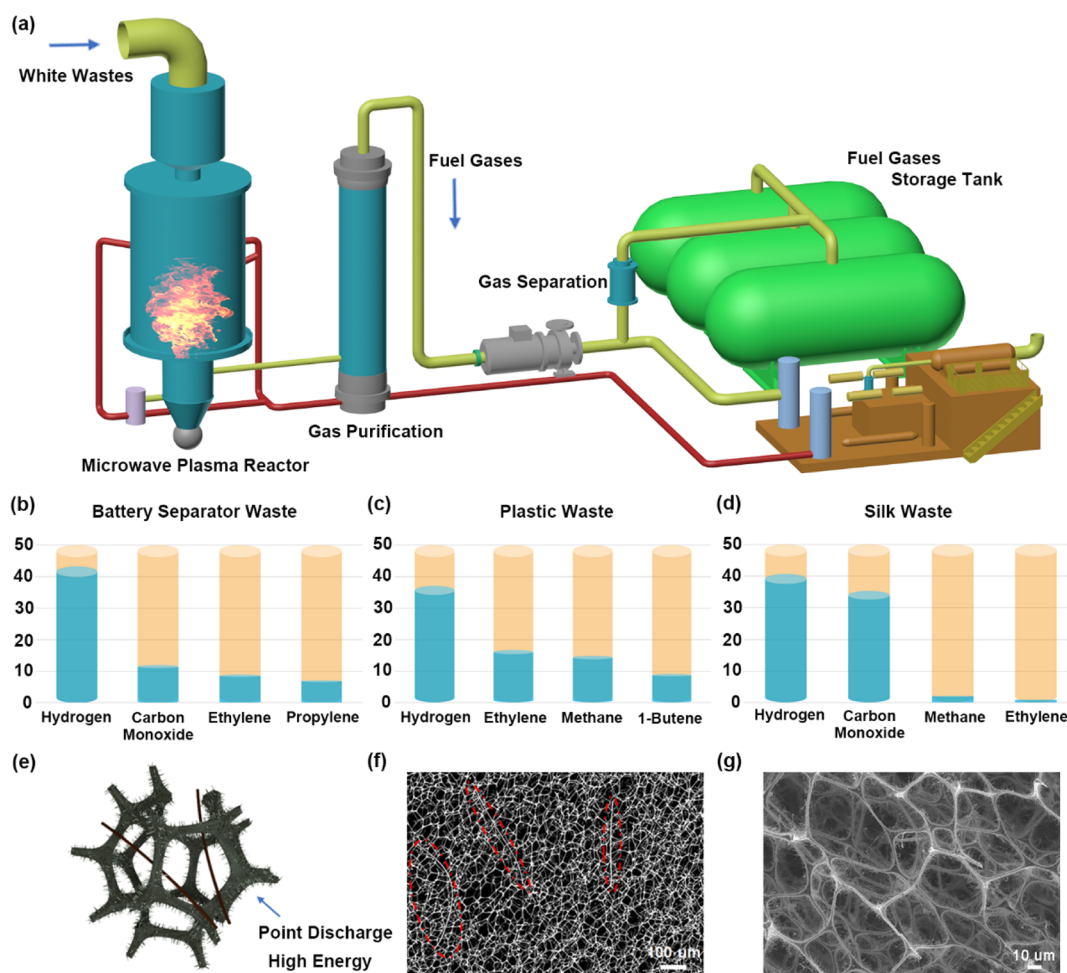 (a)
White Wastes
Fuel Gases
Fuel Gases
Storage Tank
Gas Separation
Gas Purification
Microwave Plasma Reactor
(b)
Battery Separator Waste
50
40
30
20
10
0
Hydrogen
Carbon
Monoxide
Ethylene
Propylene
(c)
Plastic Waste
50
40
30
20
10
0
Hydrogen
Ethylene
Methane
1-Butene
(d)
Silk Waste
50
40
30
20
10
0
Hydrogen
Carbon
Monoxide
Methane
Ethylene
(e)
Point Discharge
High Energy
(f)
100 um
(g)
10 um